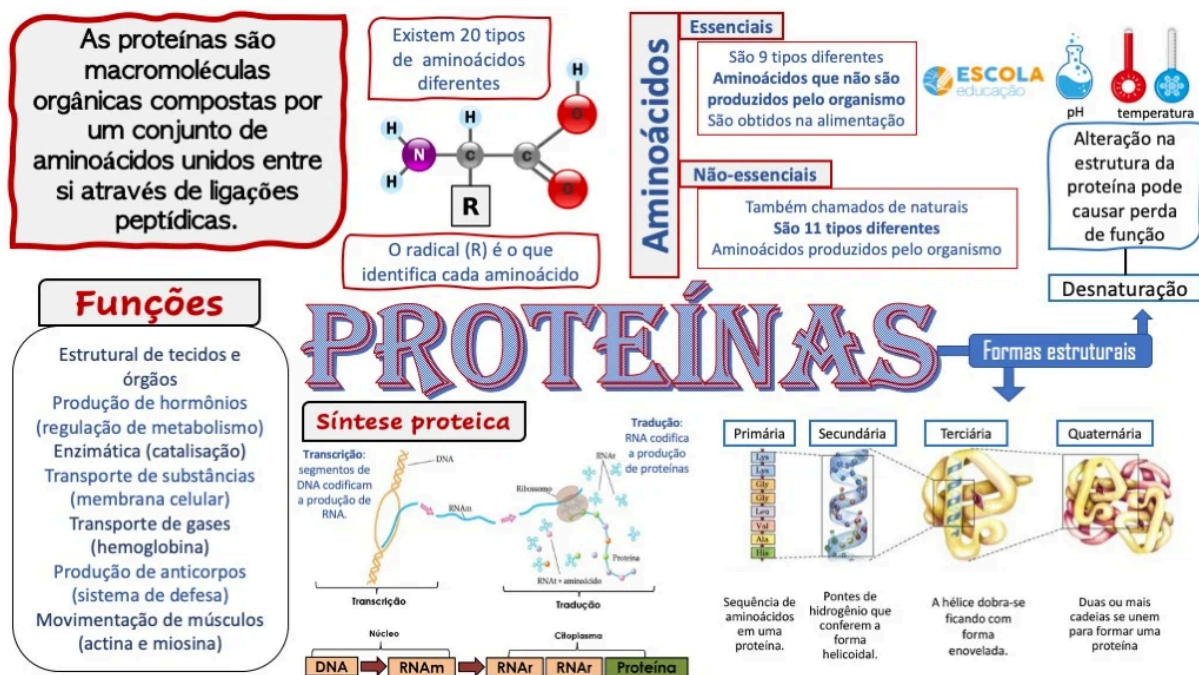 As proteínas são
macromoléculas
orgânicas compostas por
um conjunto de
aminoácidos unidos entre
si através de ligações
peptídicas.
Existem 20 tipos
de aminoácidos
diferentes
H
O
H
H
N
C
C
H
O
R
O radical (R) é o que
identifica cada aminoácido
Aminoácidos
Essenciais
São 9 tipos diferentes
Aminoácidos que não são
produzidos pelo organismo
São obtidos na alimentação
Não-essenciais
Também chamados de naturais
São 11 tipos diferentes
Aminoácidos produzidos pelo organismo
ESCOLA
educação
pH
temperatura
Alteração na
estrutura da
proteína pode
causar perda
de função
Desnaturação
PROTEÍNAS
Formas estruturais
Funções
Estrutural de tecidos e
órgãos
Produção de hormônios
(regulação de metabolismo)
Enzimática (catalisação)
Transporte de substâncias
(membrana celular)
Transporte de gases
(hemoglobina)
Produção de anticorpos
(sistema de defesa)
Movimentação de músculos
(actina e miosina)
Síntese proteica
Transcrição:
segmentos de
DNA codificam
a produção de
RNA.
DNA
RNAm
Tradução:
RNA codifica
a produção
de proteínas
RNAt
Ribossomo
Proteína
RNAt + aminoácido
Transcrição
Tradução
Núcleo
Citoplasma
DNA
RNAm
RNAr
RNAr
Proteína
Primária
Lys
Lys
Gly
Gly
Leu
Val
Ala
His
Sequência de
aminoácidos
em uma
proteína.
Secundária
Pontes de
hidrogênio que
conferem a
forma
helicoidal.
Terciária
A hélice dobra-se
ficando com
forma
enovelada.
Quaternária
Duas ou mais
cadeias se unem
para formar uma
proteína